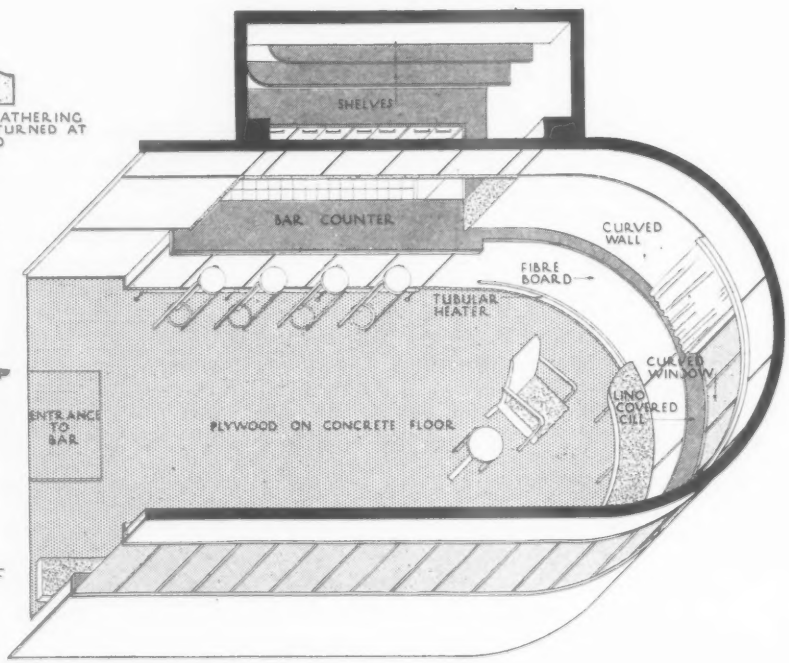 ATHERING
TURNED AT
SHELVES
BAR COUNTER
CURVED
WALL
FIBRE
BOARD
TUBULAR
HEATER
CURVED
WINDOW
LINO
COVERED
CILL
ENTRANCE
TO
BAR
PLYWOOD ON CONCRETE FLOOR